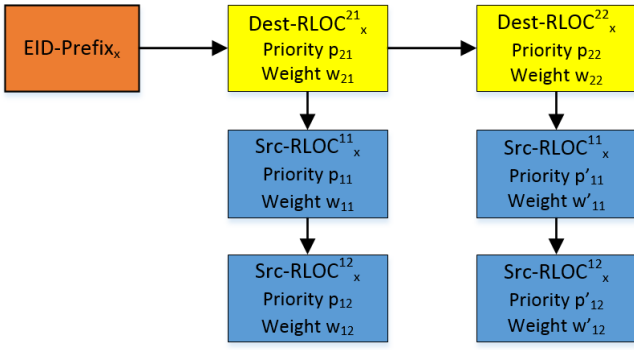 EID-Prefixₓ
Dest-RLOC²¹ₓ
Priority p₂₁
Weight w₂₁
Dest-RLOC²²ₓ
Priority p₂₂
Weight w₂₂
Src-RLOC¹¹ₓ
Priority p₁₁
Weight w₁₁
Src-RLOC¹¹ₓ
Priority p'₁₁
Weight w'₁₁
Src-RLOC¹²ₓ
Priority p₁₂
Weight w₁₂
Src-RLOC¹²ₓ
Priority p'₁₂
Weight w'₁₂